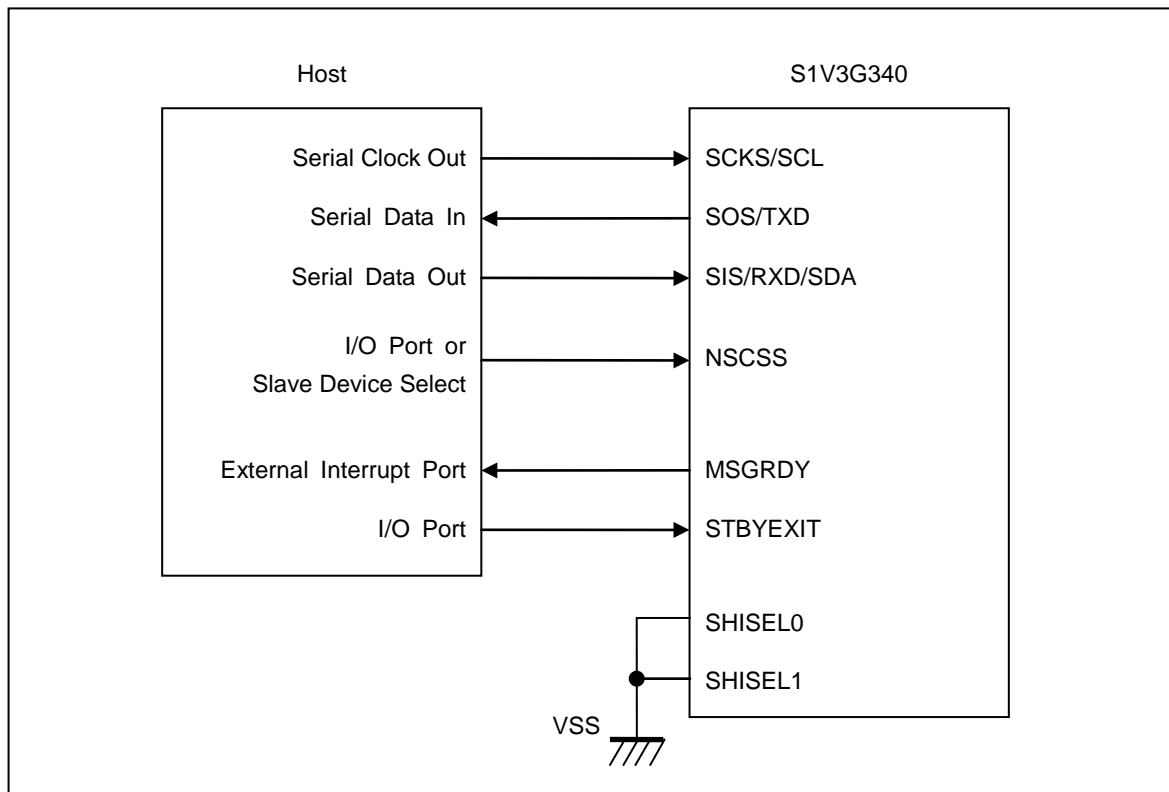 Host
S1V3G340
Serial Clock Out
SCKS/SCL
Serial Data In
SOS/TXD
Serial Data Out
SIS/RXD/SDA
I/O Port or
Slave Device Select
NSCSS
External Interrupt Port
MSGRDY
I/O Port
STBYEXIT
SHISEL0
SHISEL1
VSS